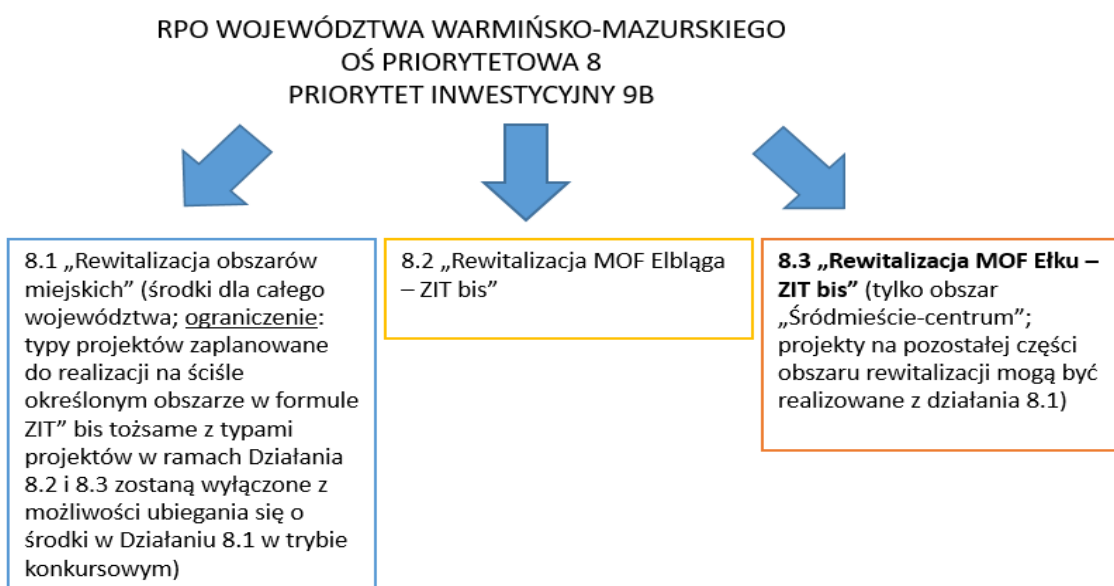 RPO WOJEWÓDZTWA WARMIŃSKO-MAZURSKIEGO
OŚ PRIORYTETOWA 8
PRIORYTET INWESTYCYJNY 9B
8.1 „Rewitalizacja obszarów
miejskich” (środki dla całego
województwa; ograniczenie:
typy projektów zaplanowane
do realizacji na ściśle
określonym obszarze w formule
ZIT” bis tożsame z typami
projektów w ramach Działania
8.2 i 8.3 zostaną wyłączone z
możliwości ubiegania się o
środki w Działaniu 8.1 w trybie
konkursowym)
8.2 „Rewitalizacja MOF Elbląga
– ZIT bis”
8.3 „Rewitalizacja MOF Ełku –
ZIT bis” (tylko obszar
„Śródmieście-centrum”;
projekty na pozostałej części
obszaru rewitalizacji mogą być
realizowane z działania 8.1)